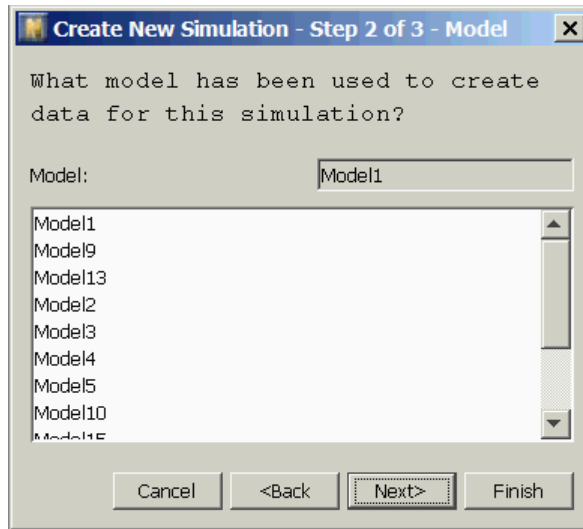 Create New Simulation - Step 2 of 3 - Model
What model has been used to create
data for this simulation?
Model: Model1
Model1
Model9
Model13
Model2
Model3
Model4
Model5
Model10
Model15
Cancel <Back Next> Finish